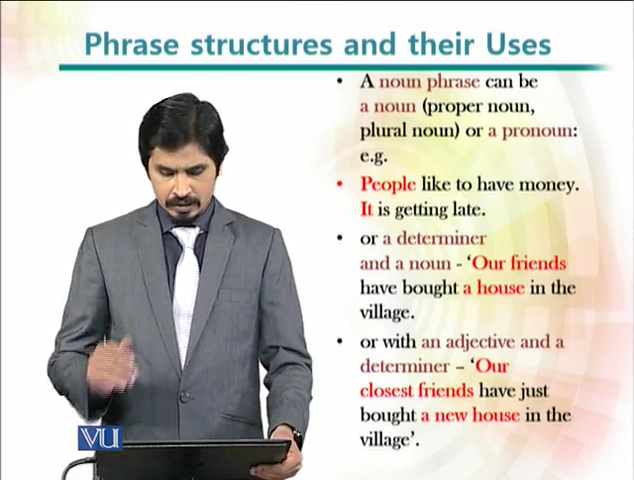 Phrase structures and their Uses
• A noun phrase can be
a noun (proper noun,
plural noun) or a pronoun:
e.g.
• People like to have money.
It is getting late.
• or a determiner
and a noun - ‘Our friends
have bought a house in the
village.
• or with an adjective and a
determiner – ‘Our
closest friends have just
bought a new house in the
village’.
VU